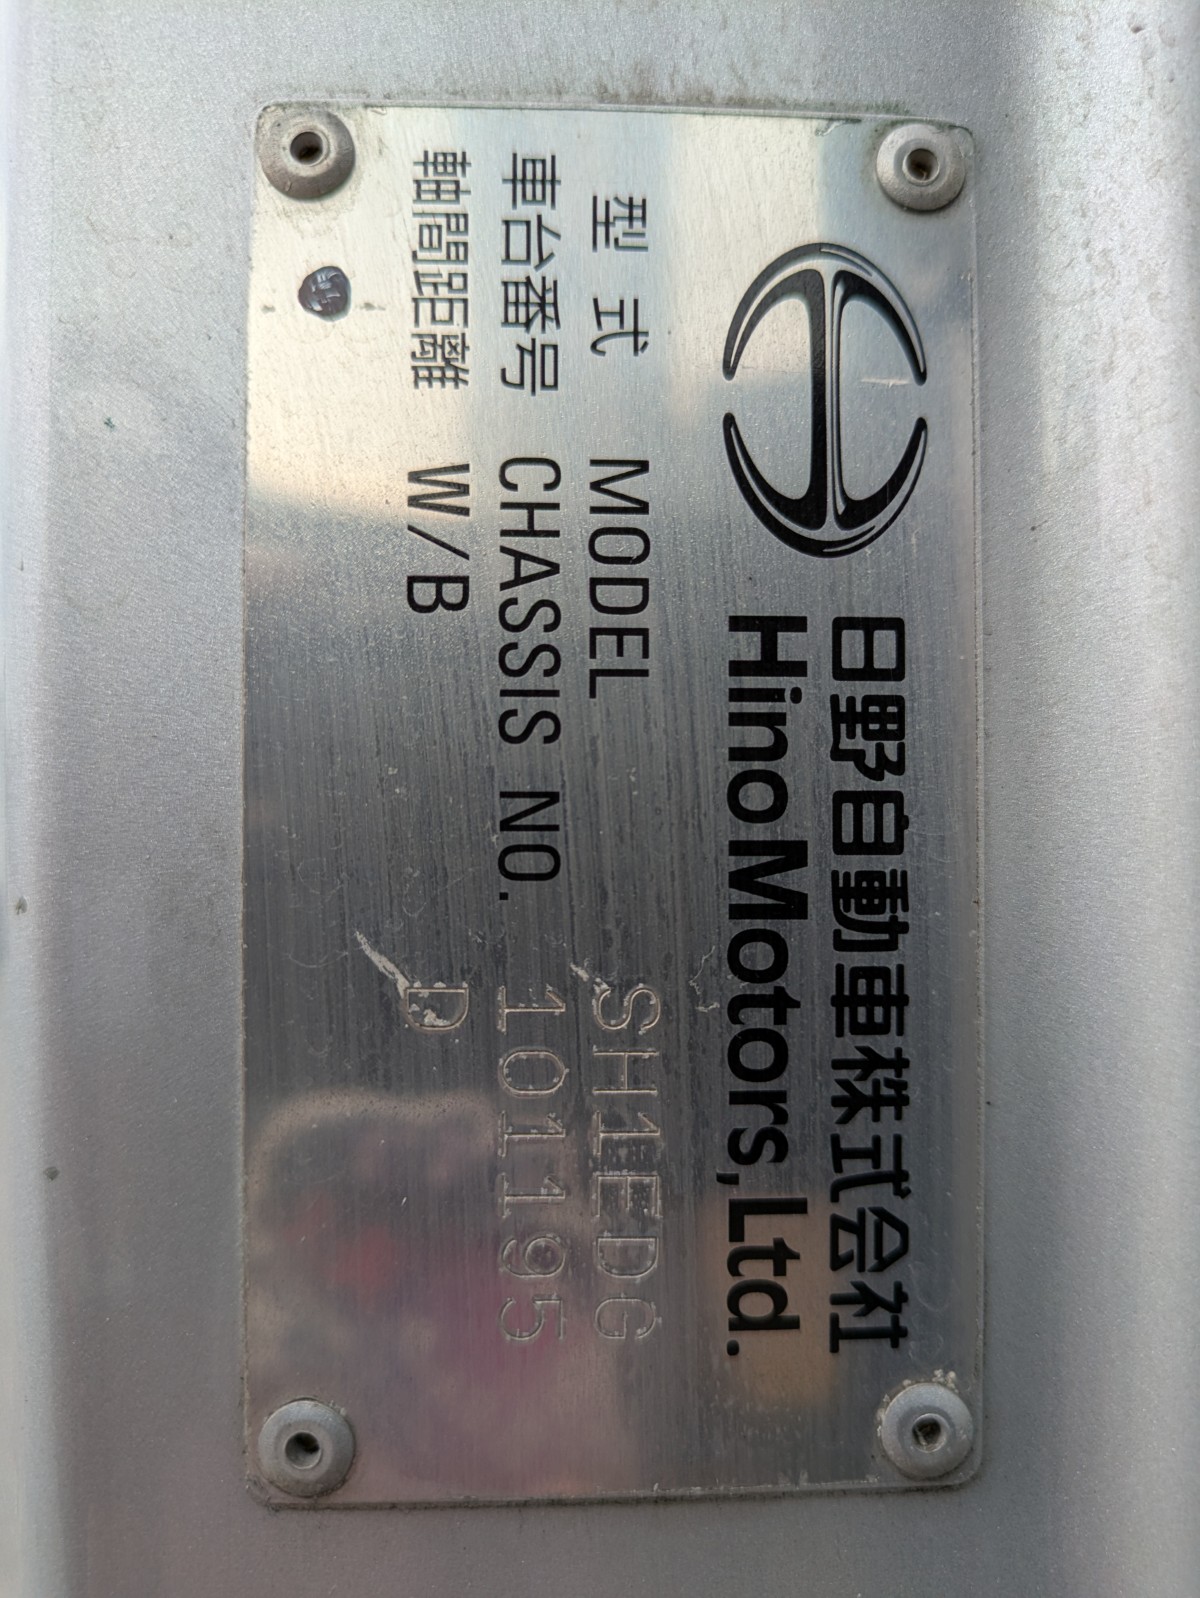 日野自動車株式会社
Hino Motors, Ltd.
型式 MODEL SH1EDG
車台番号 CHASSIS NO. 101195
軸間距離 W/B D